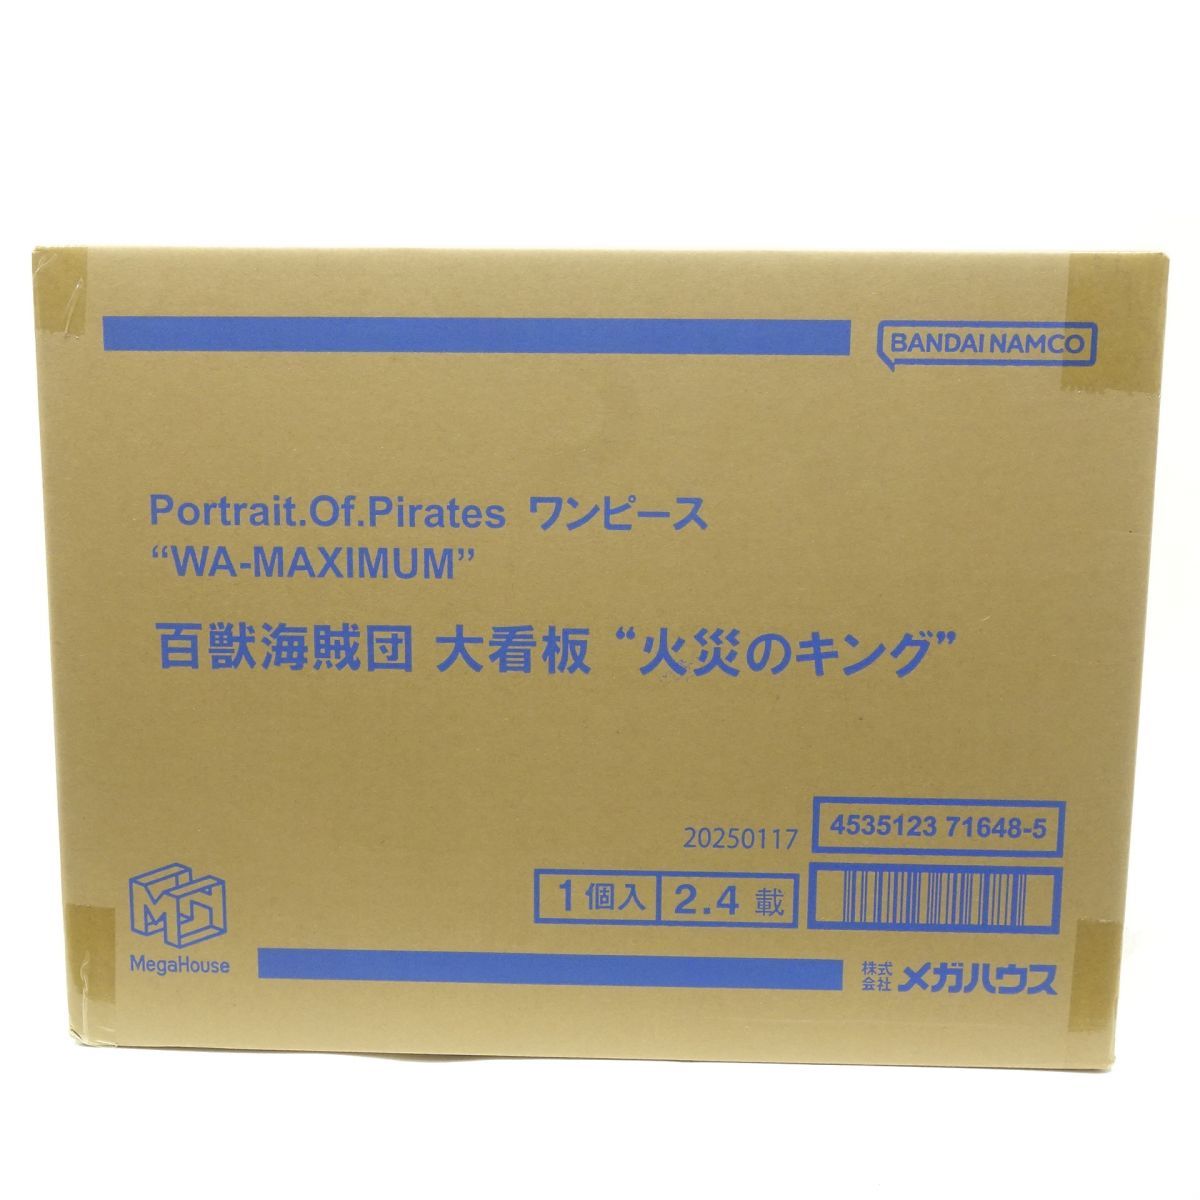 BANDAI NAMCO
Portrait.Of.Pirates ワンピース
“WA-MAXIMUM”
百獣海賊団 大看板 “火災のキング”
20250117
4535123 71648-5
1個入 2.4 載
MegaHouse
株式会社 メガハウス